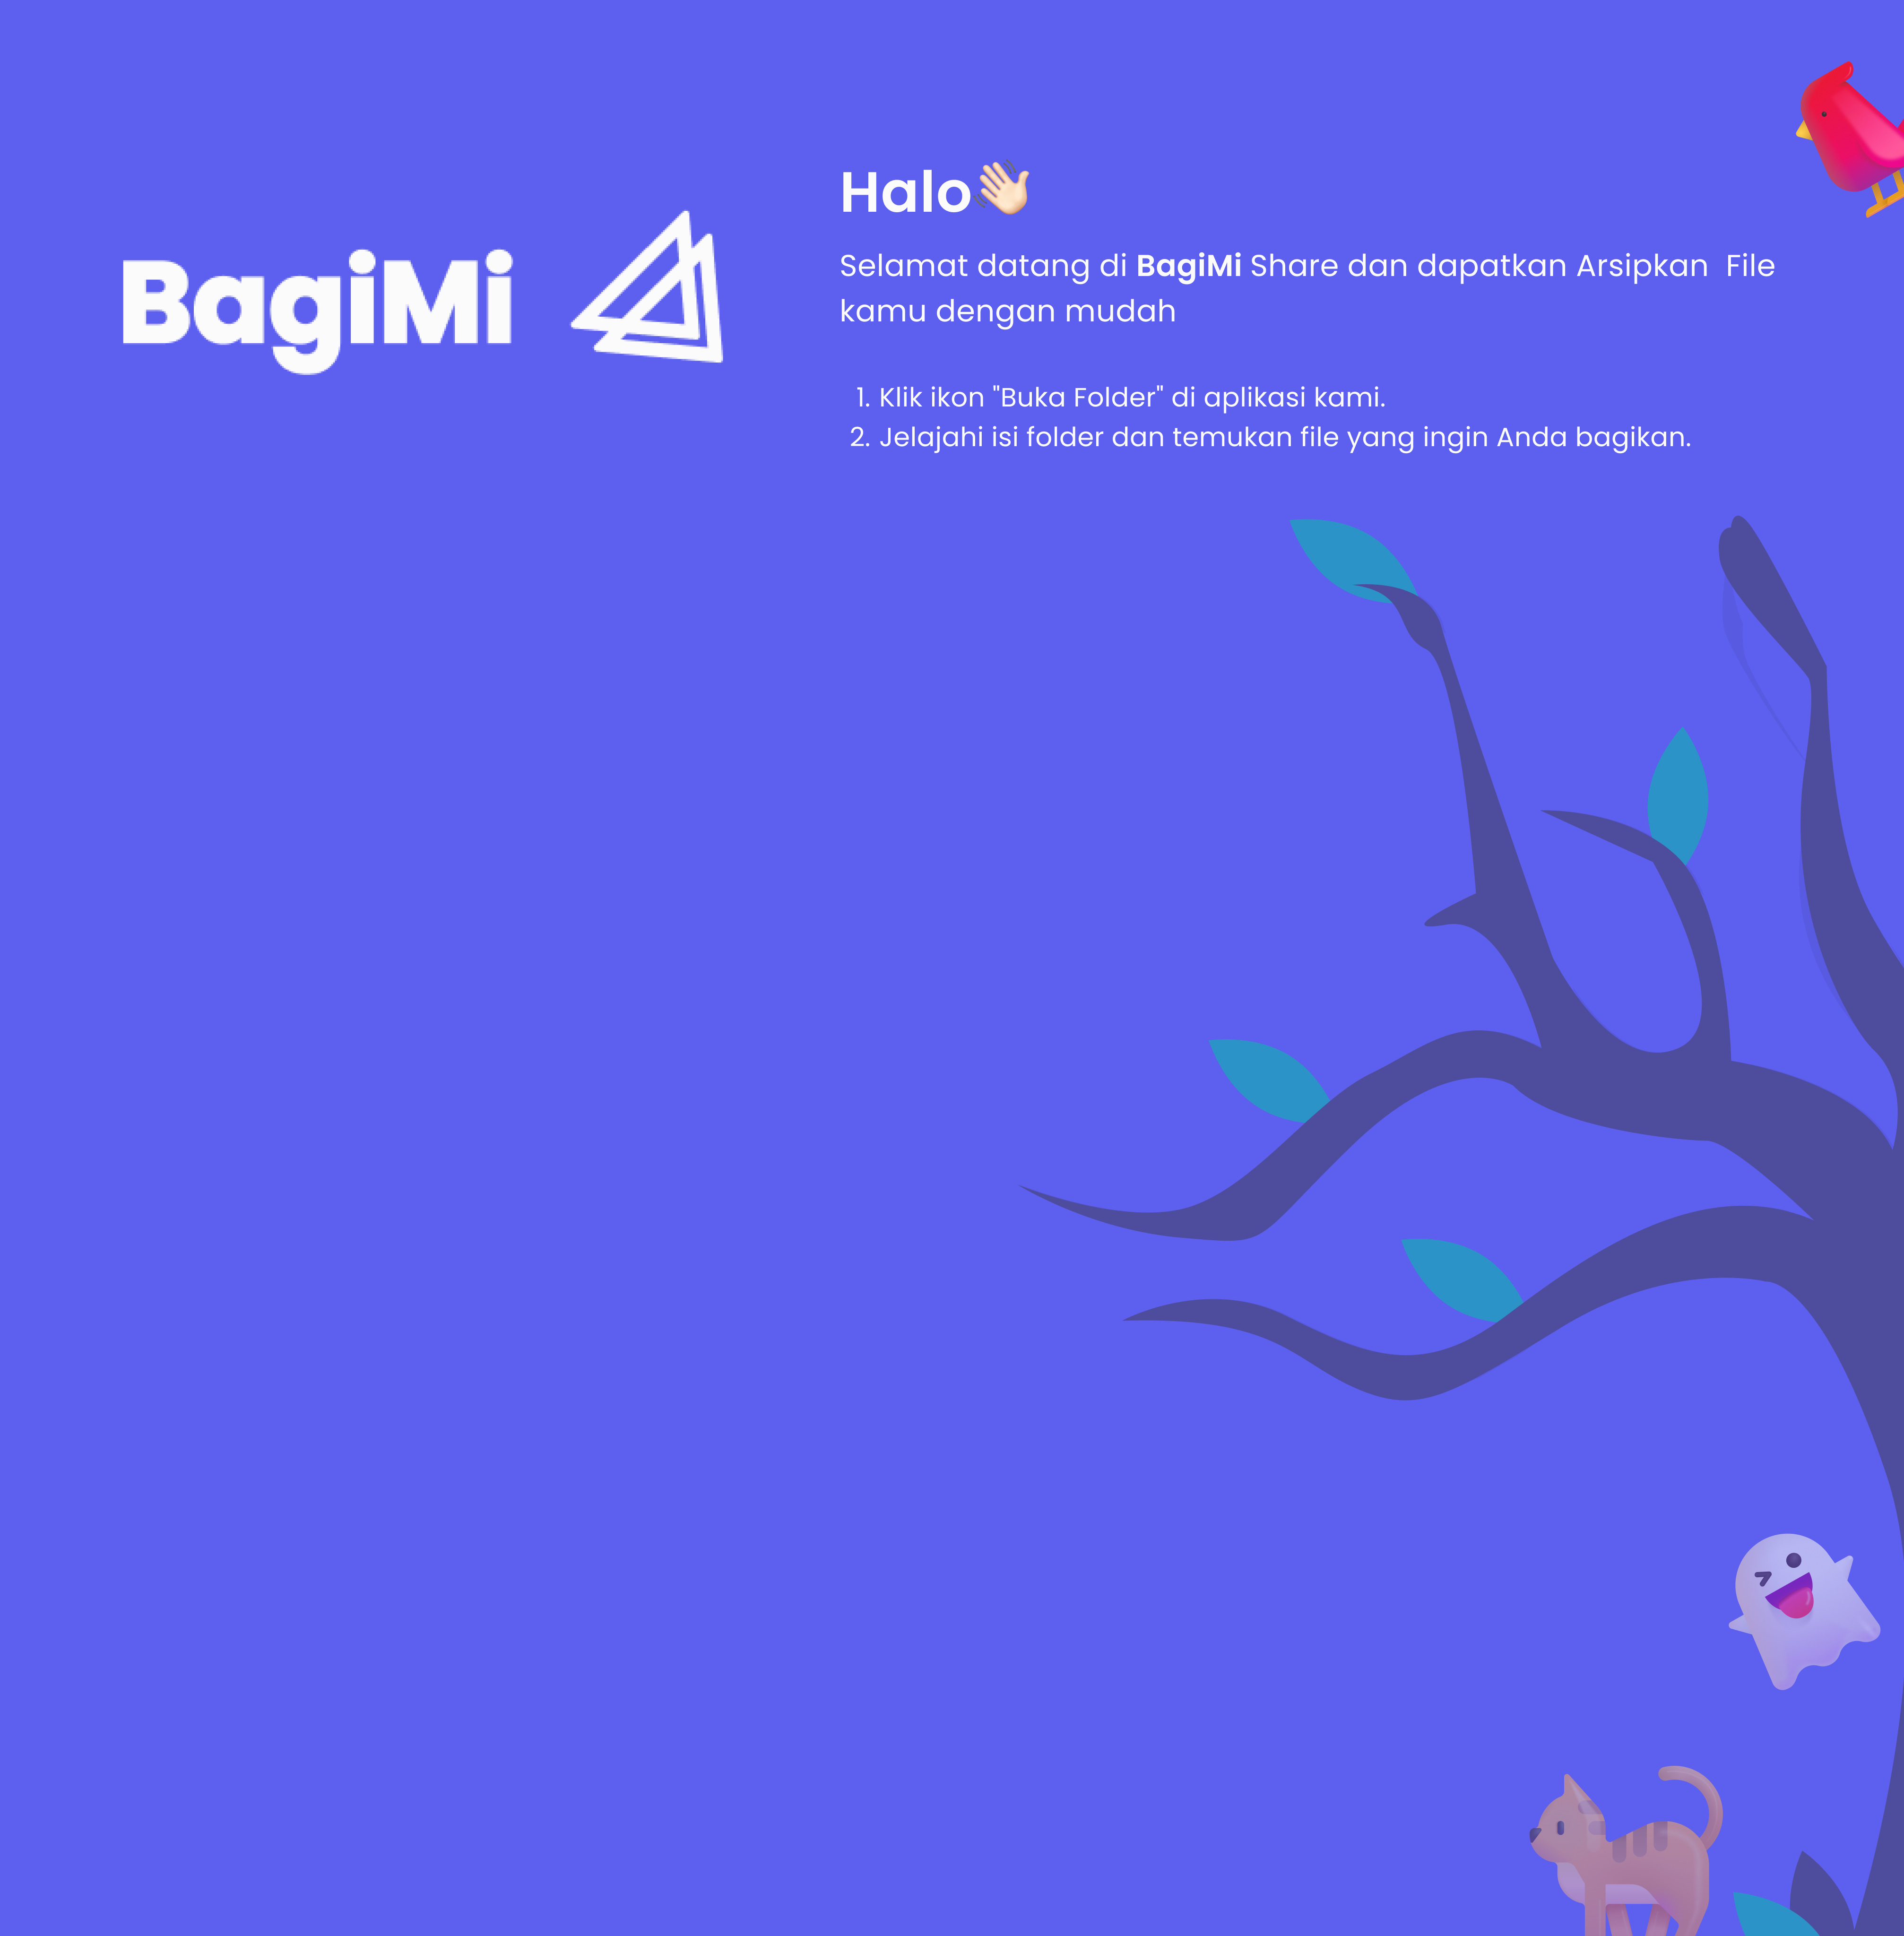 BagiMi
Halo👋🏻
Selamat datang di BagiMi Share dan dapatkan Arsipkan  File
kamu dengan mudah
1. Klik ikon "Buka Folder" di aplikasi kami.
2. Jelajahi isi folder dan temukan file yang ingin Anda bagikan.